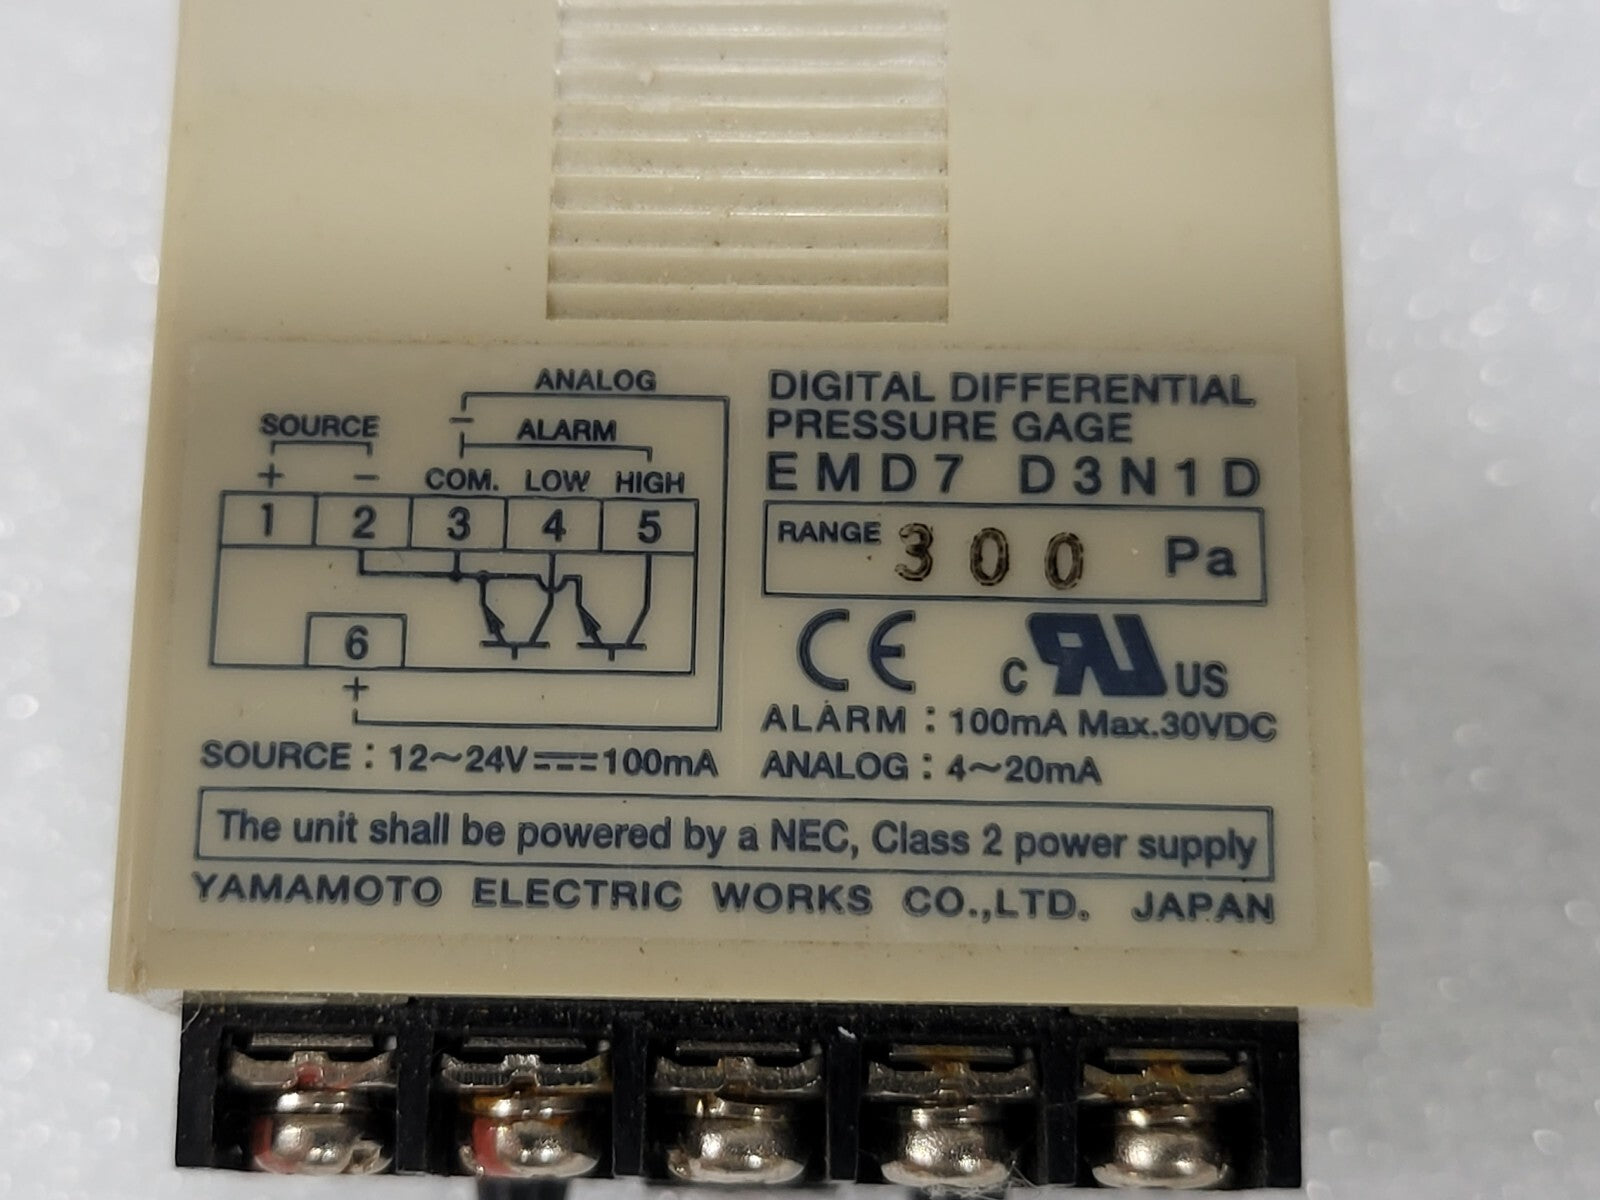 ANALOG
SOURCE
− ALARM
+ − COM. LOW HIGH
1 2 3 4 5
6
+
SOURCE : 12～24V⎓100mA
DIGITAL DIFFERENTIAL
PRESSURE GAGE
EMD7 D3N1D
RANGE 300 Pa
CE c RU US
ALARM : 100mA Max.30VDC
ANALOG : 4～20mA
The unit shall be powered by a NEC, Class 2 power supply
YAMAMOTO ELECTRIC WORKS CO.,LTD. JAPAN